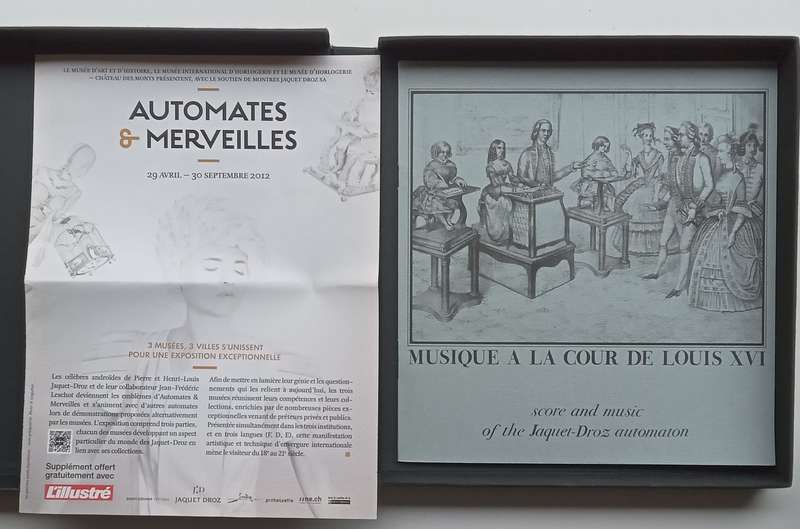 LE MUSÉE D'ART ET D'HISTOIRE, LE MUSÉE INTERNATIONAL D'HORLOGERIE ET LE MUSÉE D'HORLOGERIE
– CHÂTEAU DES MONTS PRÉSENTENT, AVEC LE SOUTIEN DE MONTRES JAQUET DROZ SA
AUTOMATES
& MERVEILLES
29 AVRIL – 30 SEPTEMBRE 2012
3 MUSÉES, 3 VILLES S'UNISSENT
POUR UNE EXPOSITION EXCEPTIONNELLE
Les célèbres androïdes de Pierre et Henri-Louis
Jaquet-Droz et de leur collaborateur Jean-Frédéric
Leschot deviennent les emblèmes d'Automates &
Merveilles et s'animent avec d'autres automates
lors de démonstrations proposées alternativement
par les musées. L'exposition comprend trois parties,
chacun des musées développant un aspect
particulier du monde des Jaquet-Droz en
lien avec ses collections.
Afin de mettre en lumière leur génie et les question-
nements qui les relient à aujourd'hui, les trois
musées réunissent leurs compétences et leurs col-
lections, enrichies par de nombreuses pièces ex-
ceptionnelles venant de prêteurs privés et publics.
Présentée simultanément dans les trois institutions,
et en trois langues (F, D, E), cette manifestation
artistique et technique d'envergure internationale
mène le visiteur du 18e au 21e siècle.
Supplément offert
gratuitement avec
L'illustré
JD
JAQUET DROZ
MUSIQUE A LA COUR DE LOUIS XVI
score and music
of the Jaquet-Droz automaton